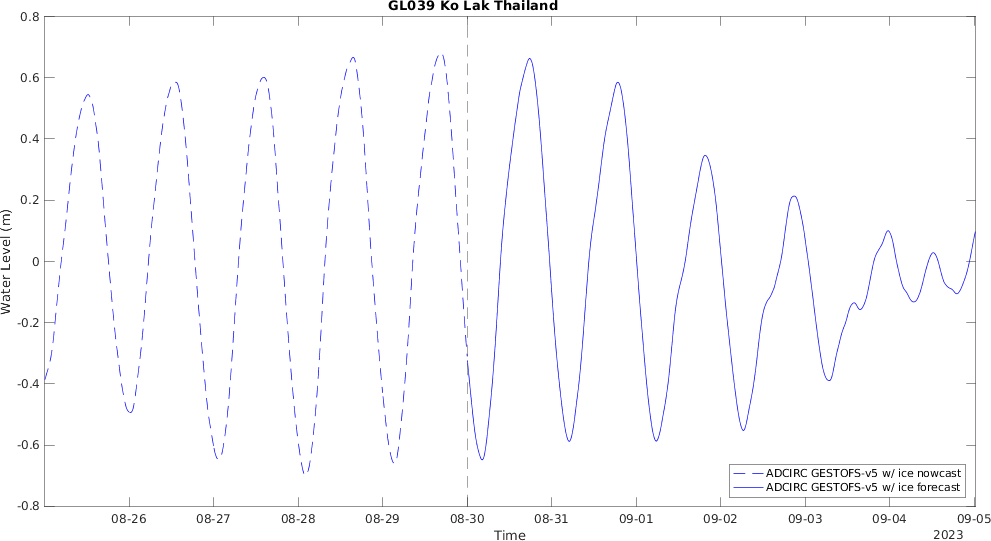 GL039 Ko Lak Thailand
0.8
0.6
0.4
0.2
0
-0.2
-0.4
-0.6
-0.8
Water Level (m)
08-26 08-27 08-28 08-29 08-30 08-31 09-01 09-02 09-03 09-04 09-05
Time
2023
ADCIRC GESTOFS-v5 w/ ice nowcast
ADCIRC GESTOFS-v5 w/ ice forecast